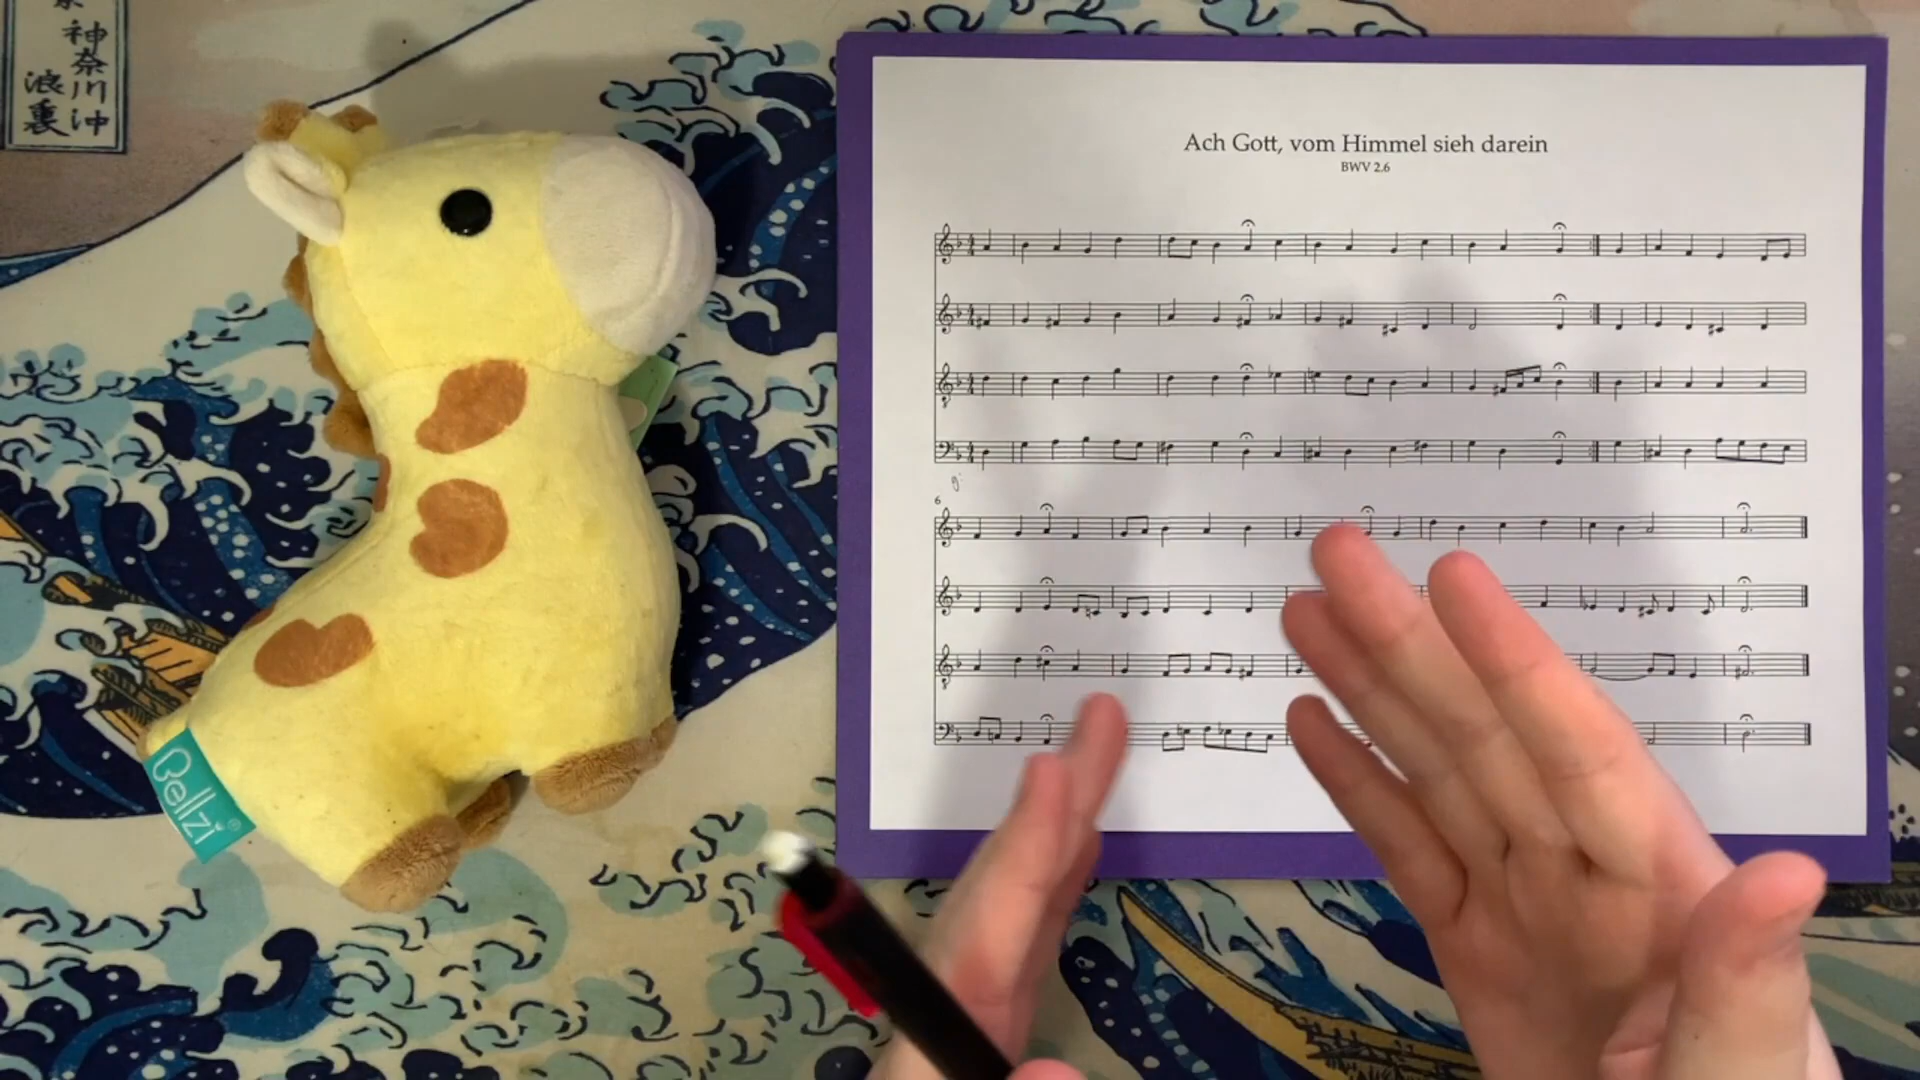 神奈川沖
浪裏
Ach Gott, vom Himmel sieh darein
BWV 2.6
6
Bellzi®